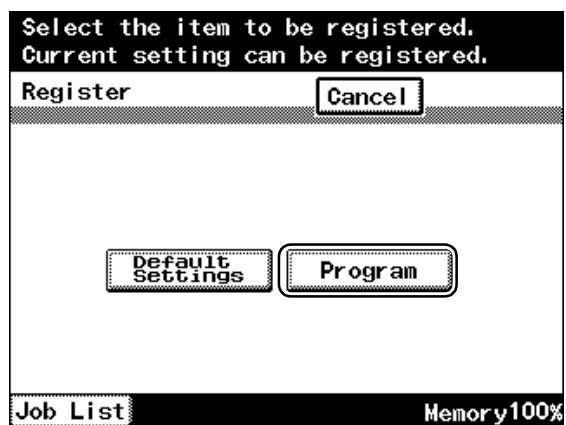 Select the item to be registered.
Current setting can be registered.
Register
Cancel
Default
Settings
Program
Job List
Memory100%